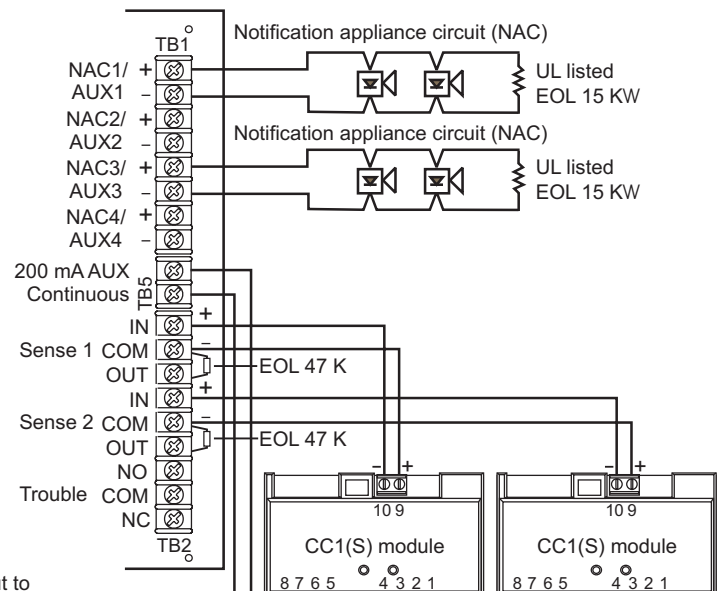 TB1
Notification appliance circuit (NAC)
NAC1/ +
AUX1 –
UL listed
EOL 15 KW
NAC2/ +
AUX2 –
Notification appliance circuit (NAC)
NAC3/ +
AUX3 –
UL listed
EOL 15 KW
NAC4/ +
AUX4 –
200 mA AUX
Continuous
TB5
IN +
Sense 1 COM –
OUT
EOL 47 K
IN +
Sense 2 COM –
OUT
EOL 47 K
NO
Trouble COM
NC
TB2
– +
10 9
CC1(S) module
8 7 6 5 4 3 2 1
– +
10 9
CC1(S) module
8 7 6 5 4 3 2 1
ut to